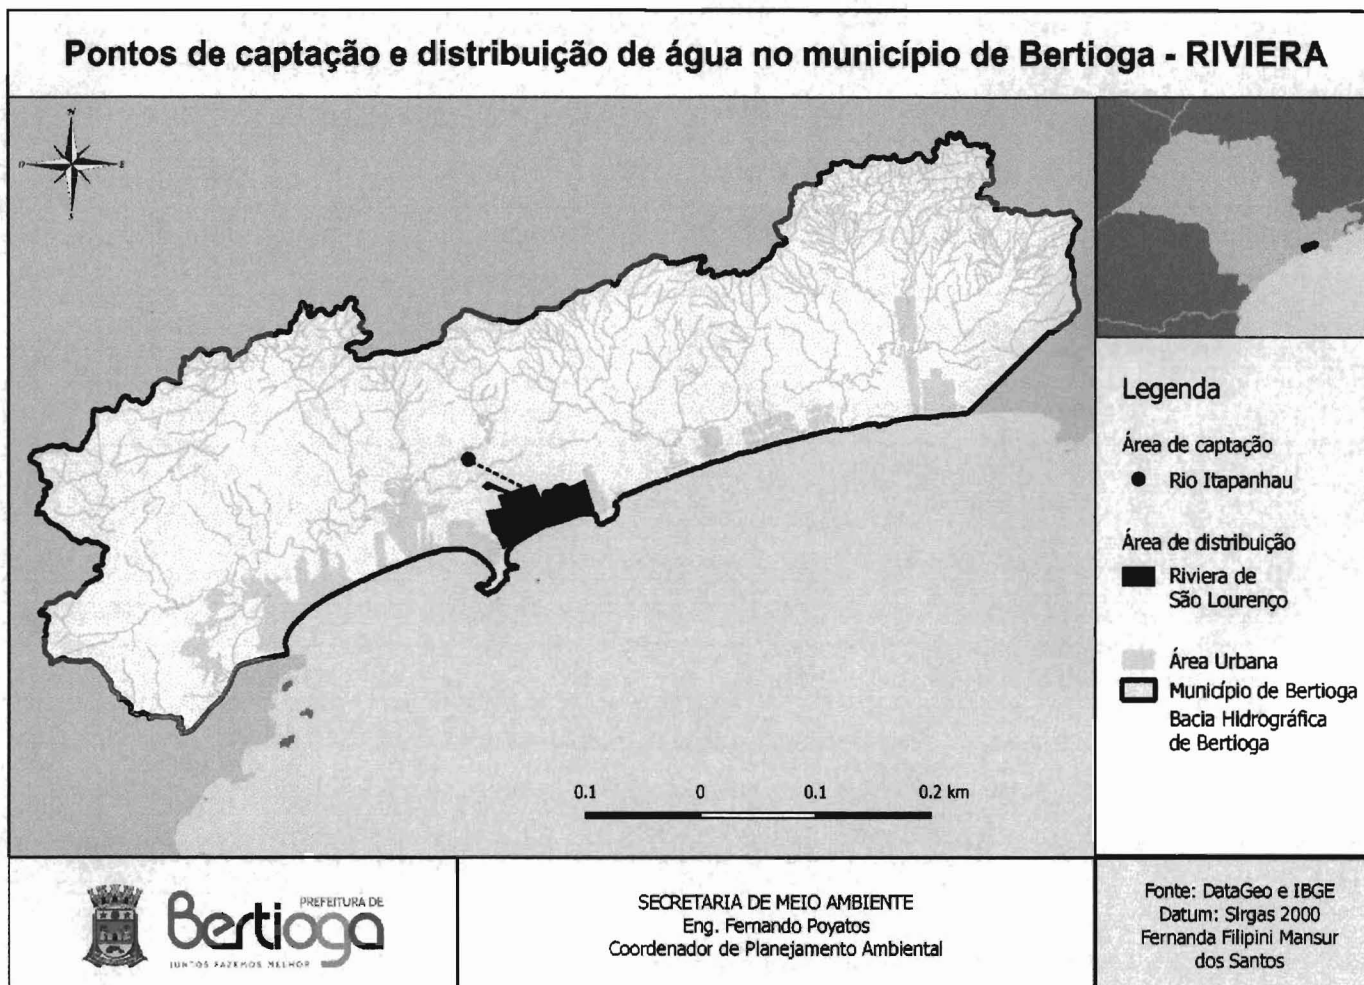 Pontos de captação e distribuição de água no município de Bertioga - RIVIERA
N
O
E
S
Legenda
Área de captação
Rio Itapanhau
Área de distribuição
Riviera de
São Lourenço
Área Urbana
Município de Bertioga
Bacia Hidrográfica
de Bertioga
0.1 0 0.1 0.2 km
PREFEITURA DE
Bertioga
JUNTOS FAZEMOS MELHOR
SECRETARIA DE MEIO AMBIENTE
Eng. Fernando Poyatos
Coordenador de Planejamento Ambiental
Fonte: DataGeo e IBGE
Datum: Sirgas 2000
Fernanda Filipini Mansur
dos Santos